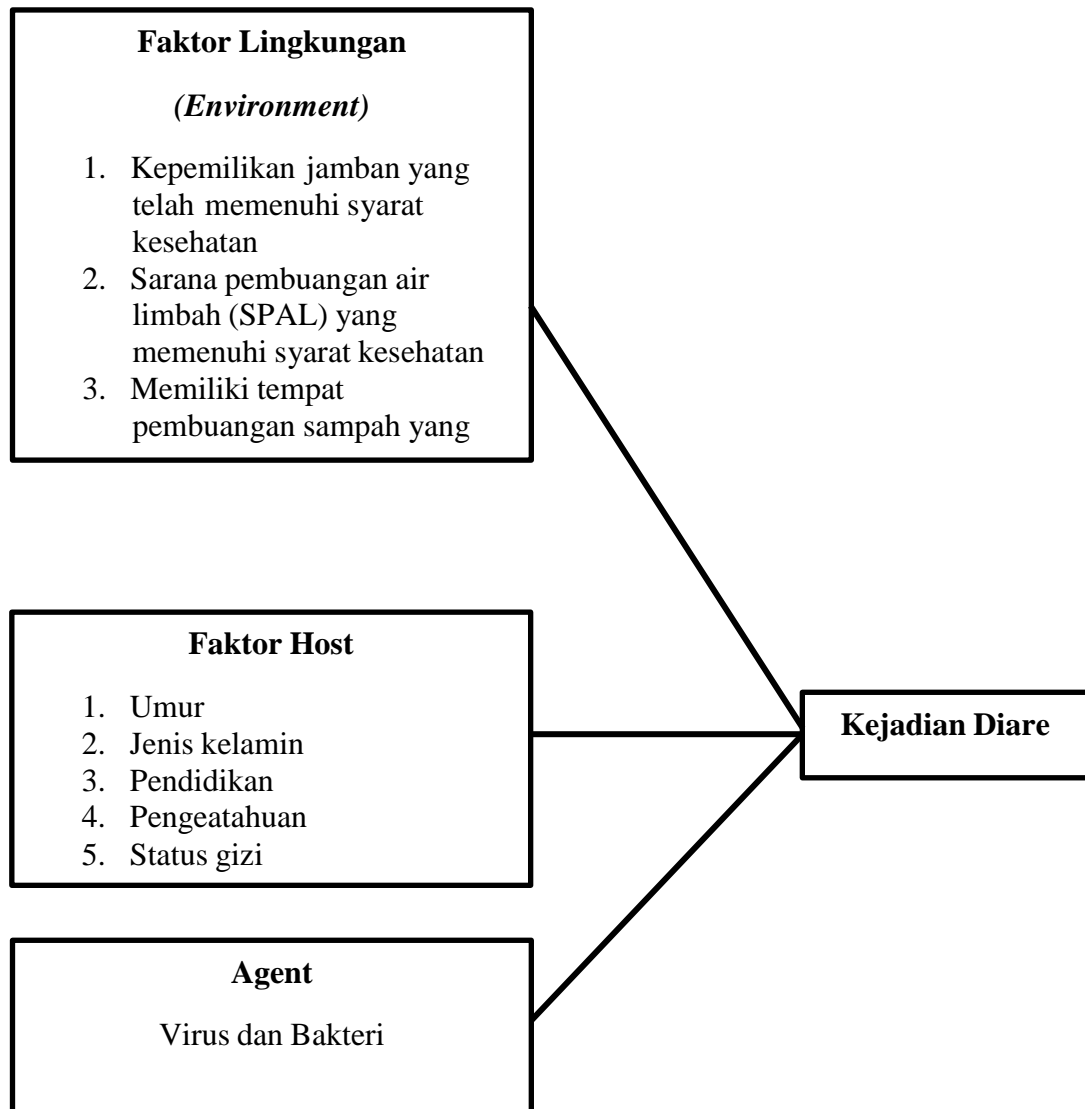 Faktor Lingkungan
(Environment)
1. Kepemilikan jamban yang
telah memenuhi syarat
kesehatan
2. Sarana pembuangan air
limbah (SPAL) yang
memenuhi syarat kesehatan
3. Memiliki tempat
pembuangan sampah yang
Faktor Host
1. Umur
2. Jenis kelamin
3. Pendidikan
4. Pengeatahuan
5. Status gizi
Kejadian Diare
Agent
Virus dan Bakteri